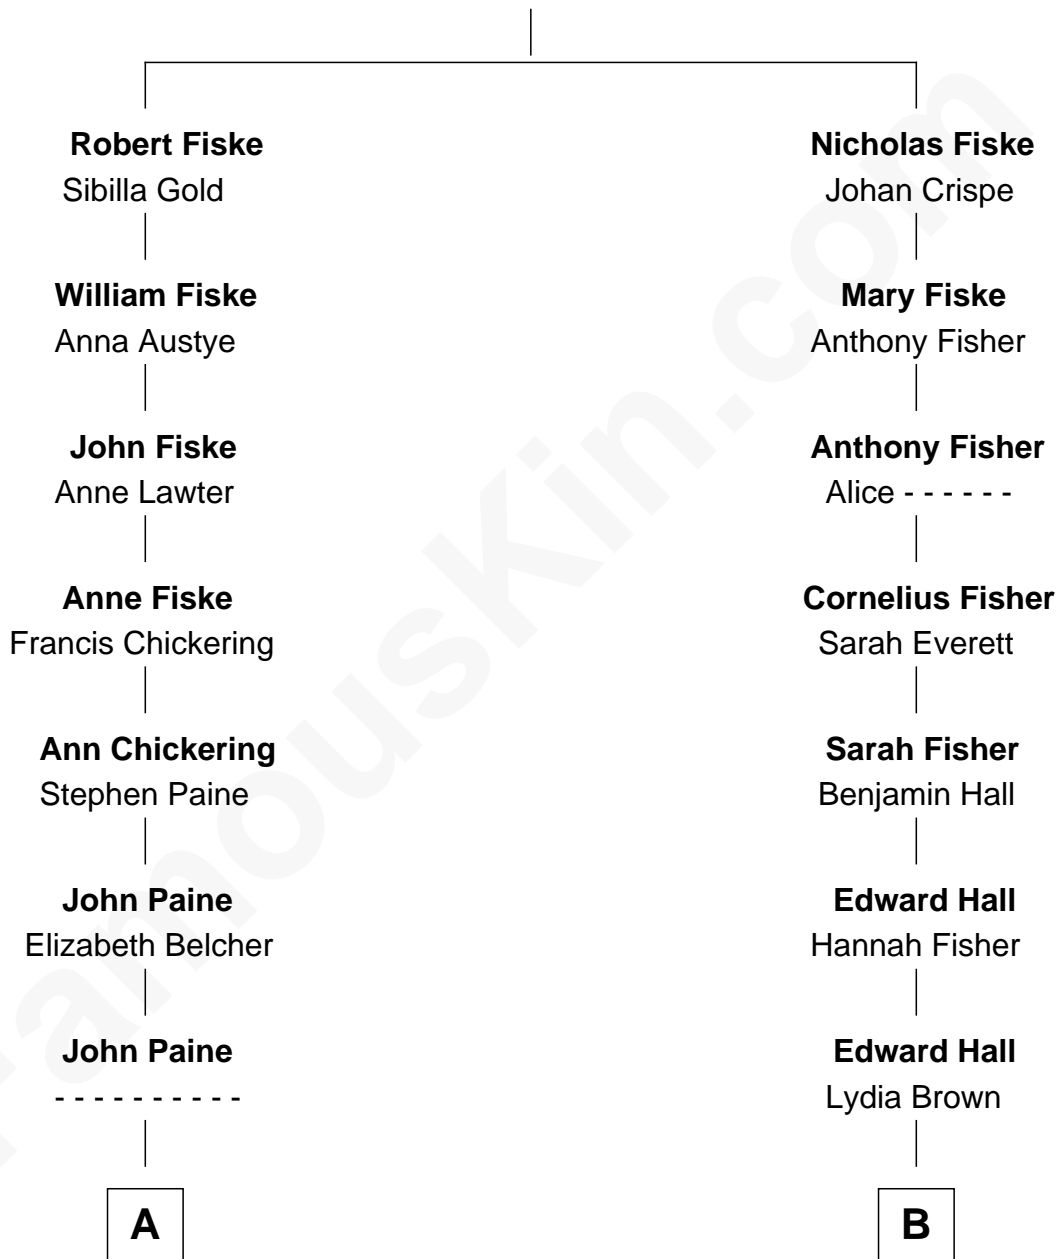 Robert Fiske
Sibilla Gold
William Fiske
Anna Austye
John Fiske
Anne Lawter
Anne Fiske
Francis Chickering
Ann Chickering
Stephen Paine
John Paine
Elizabeth Belcher
John Paine
- - - - - - - - - -
A
Nicholas Fiske
Johan Crispe
Mary Fiske
Anthony Fisher
Anthony Fisher
Alice - - - - - -
Cornelius Fisher
Sarah Everett
Sarah Fisher
Benjamin Hall
Edward Hall
Hannah Fisher
Edward Hall
Lydia Brown
B
FamousKin.com